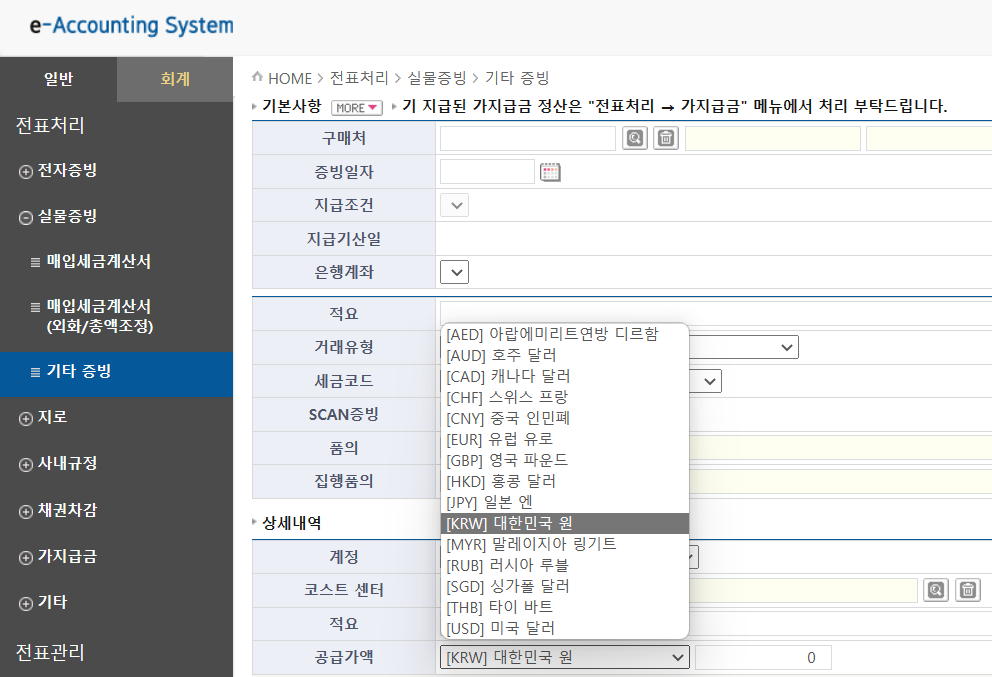 e-Accounting System
일반 회계
전표처리
전자증빙
실물증빙
매입세금계산서
매입세금계산서
(외화/총액조정)
기타 증빙
지로
사내규정
채권차감
가지급금
기타
전표관리
HOME > 전표처리 > 실물증빙 > 기타 증빙
기본사항 MORE 기 지급된 가지급금 정산은 "전표처리 → 가지급금" 메뉴에서 처리 부탁드립니다.
구매처
증빙일자
지급조건
지급기산일
은행계좌
적요
거래유형
세금코드
SCAN증빙
품의
집행품의
상세내역
계정
코스트 센터
적요
공급가액
[AED] 아랍에미리트연방 디르함
[AUD] 호주 달러
[CAD] 캐나다 달러
[CHF] 스위스 프랑
[CNY] 중국 인민폐
[EUR] 유럽 유로
[GBP] 영국 파운드
[HKD] 홍콩 달러
[JPY] 일본 엔
[KRW] 대한민국 원
[MYR] 말레이지아 링기트
[RUB] 러시아 루블
[SGD] 싱가폴 달러
[THB] 타이 바트
[USD] 미국 달러
[KRW] 대한민국 원 0